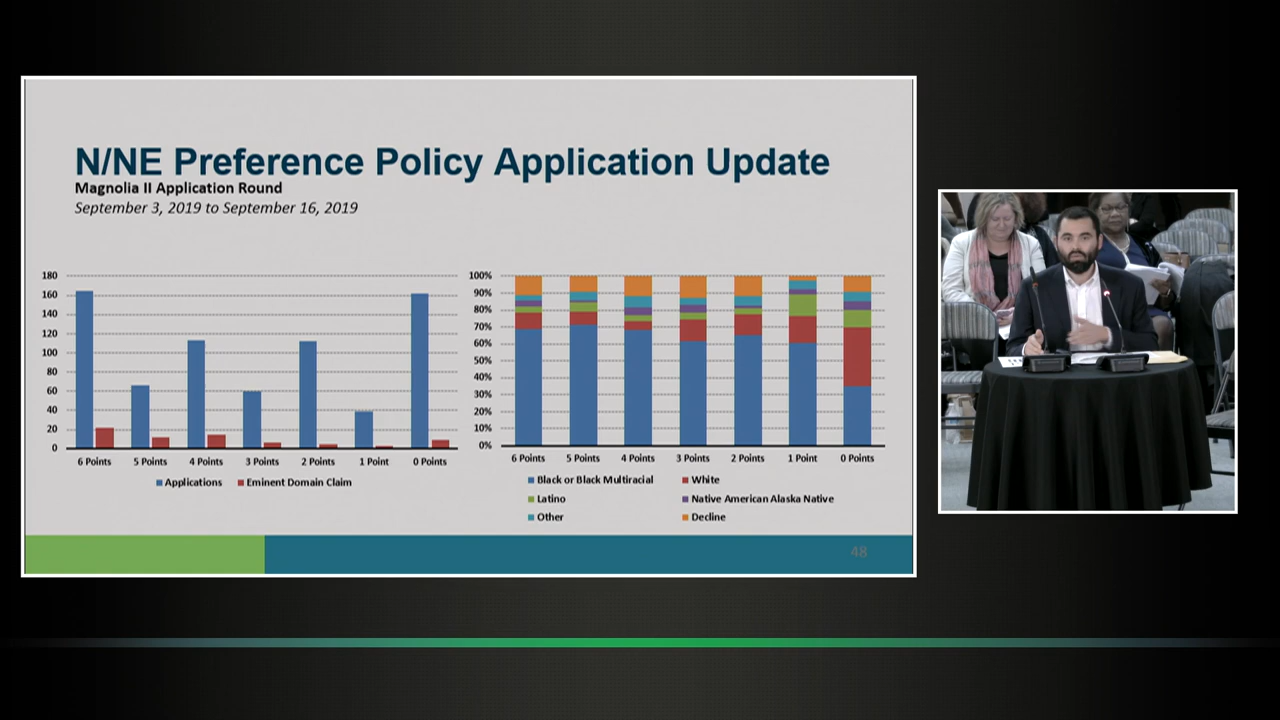 N/NE Preference Policy Application Update
Magnolia II Application Round
September 3, 2019 to September 16, 2019
180
160
140
120
100
80
60
40
20
0
6 Points 5 Points 4 Points 3 Points 2 Points 1 Point 0 Points
Applications Eminent Domain Claim
100%
90%
80%
70%
60%
50%
40%
30%
20%
10%
0%
6 Points 5 Points 4 Points 3 Points 2 Points 1 Point 0 Points
Black or Black Multiracial White
Latino Native American Alaska Native
Other Decline
48